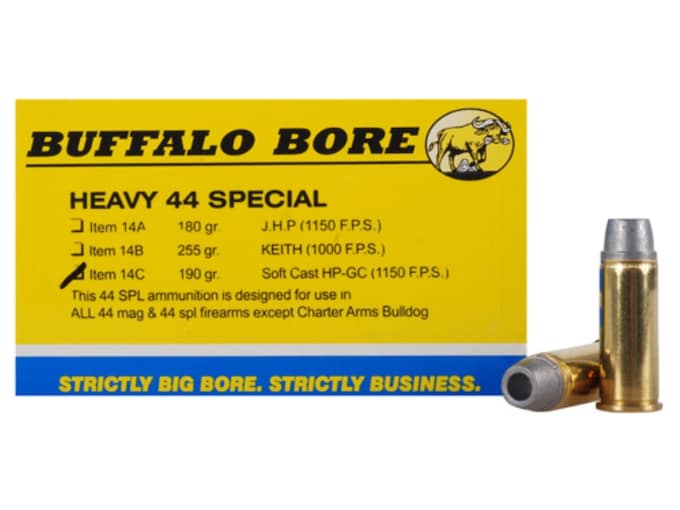 BUFFALO BORE
HEAVY 44 SPECIAL
Item 14A 180 gr. J.H.P (1150 F.P.S.)
Item 14B 255 gr. KEITH (1000 F.P.S.)
Item 14C 190 gr. Soft Cast HP-GC (1150 F.P.S.)
This 44 SPL ammunition is designed for use in
ALL 44 mag & 44 spl firearms except Charter Arms Bulldog
STRICTLY BIG BORE. STRICTLY BUSINESS.